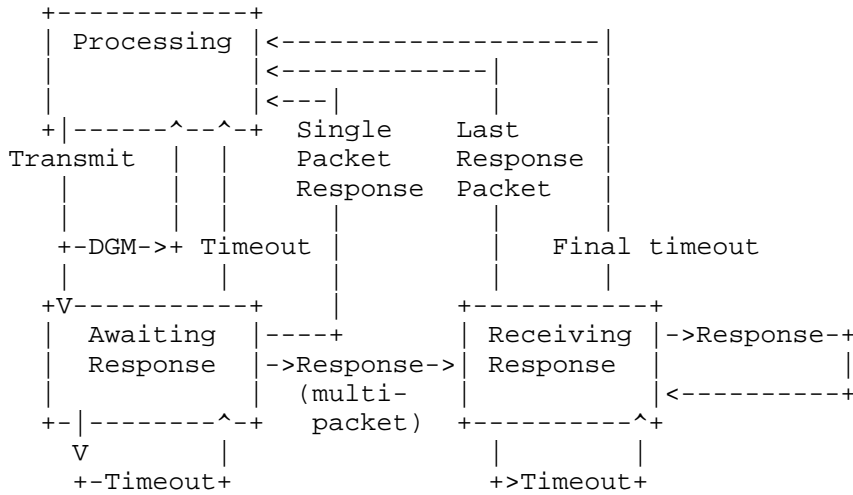 Processing
Single Last
Transmit Packet Response
Response Packet
+-DGM->+ Timeout Final timeout
Awaiting Receiving ->Response-+
Response ->Response-> Response
(multi-
packet)
+-Timeout+ +>Timeout+